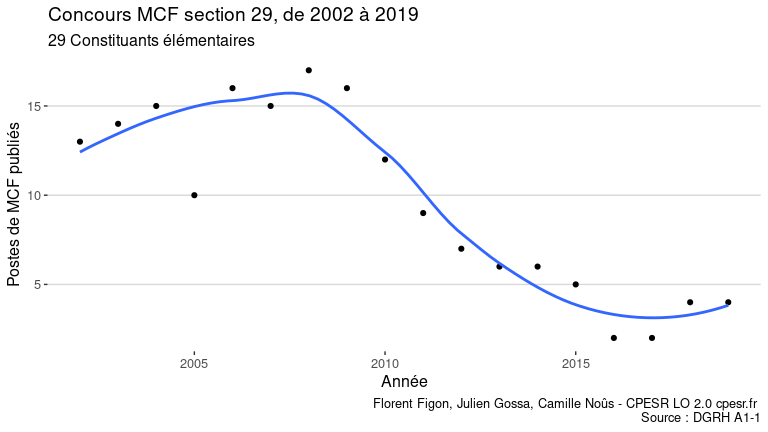 Concours MCF section 29, de 2002 à 2019
29 Constituants élémentaires
Postes de MCF publiés
15
10
5
2005
2010
2015
Année
Florent Figon, Julien Gossa, Camille Noûs - CPESR LO 2.0 cpesr.fr
Source : DGRH A1-1